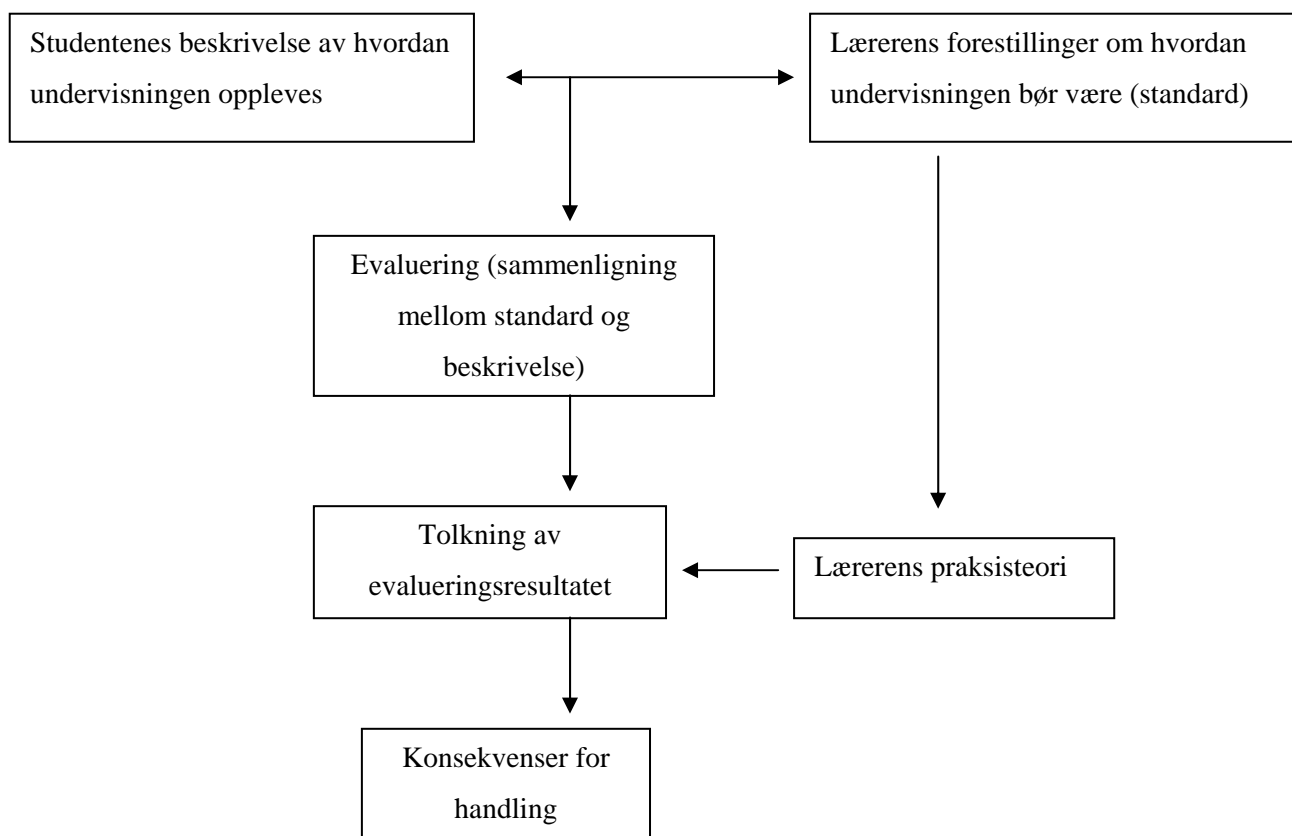 Studentenes beskrivelse av hvordan
undervisningen oppleves
Lærerens forestillinger om hvordan
undervisningen bør være (standard)
Evaluering (sammenligning
mellom standard og
beskrivelse)
Tolkning av
evalueringsresultatet
Lærerens praksisteori
Konsekvenser for
handling